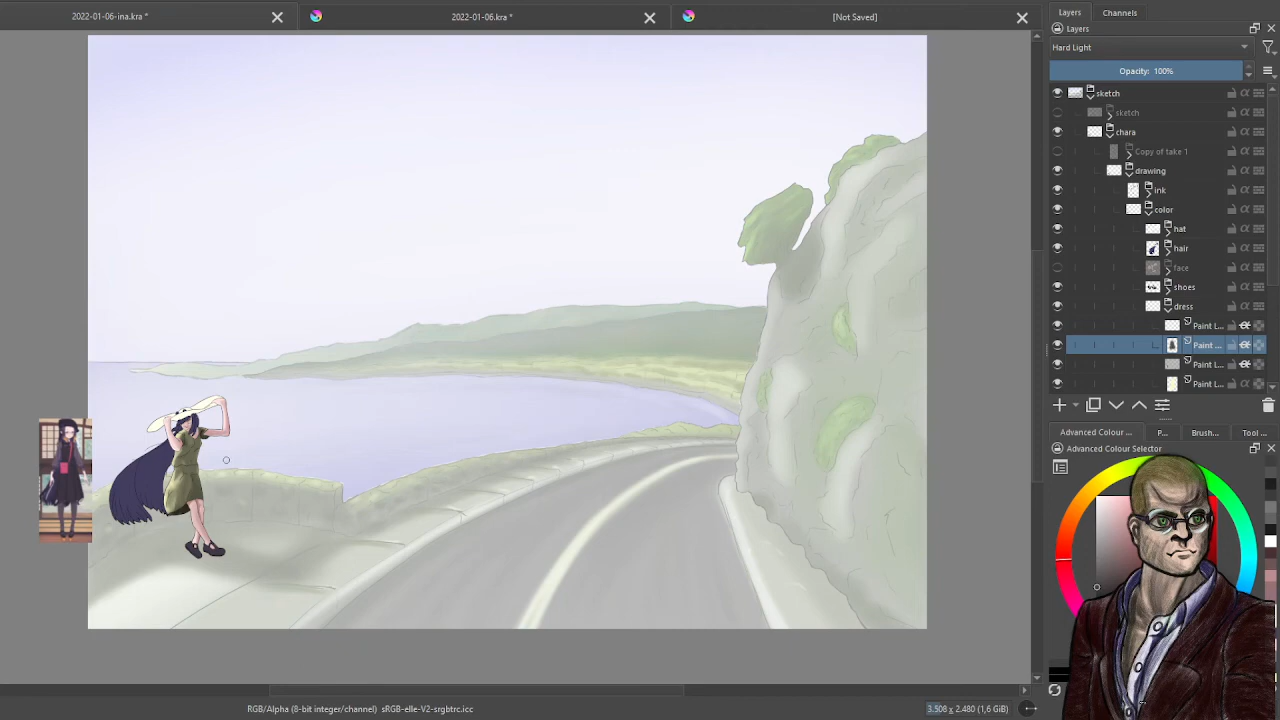 2022-01-06-ina.kra *
2022-01-06.kra *
[Not Saved]
Layers
Channels
Layers
Hard Light
Opacity: 100%
sketch
sketch
chara
Copy of take 1
drawing
ink
color
hat
hair
face
shoes
dress
Paint L...
Paint ...
Paint L...
Paint L...
Advanced Colour ...
P...
Brush...
Tool ...
Advanced Colour Selector
RGB/Alpha (8-bit integer/channel) sRGB-elle-V2-srgbtrc.icc
3.508 x 2.480 (1,6 GiB)